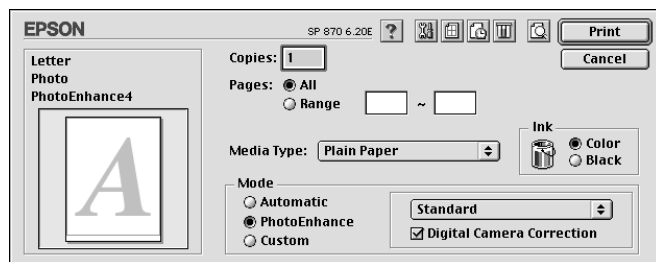 EPSON
SP 870 6.20E
?
Print
Cancel
Letter
Photo
PhotoEnhance4
A
Copies: 1
Pages: All
Range ~
Media Type: Plain Paper
Ink
Color
Black
Mode
Automatic
PhotoEnhance
Custom
Standard
Digital Camera Correction